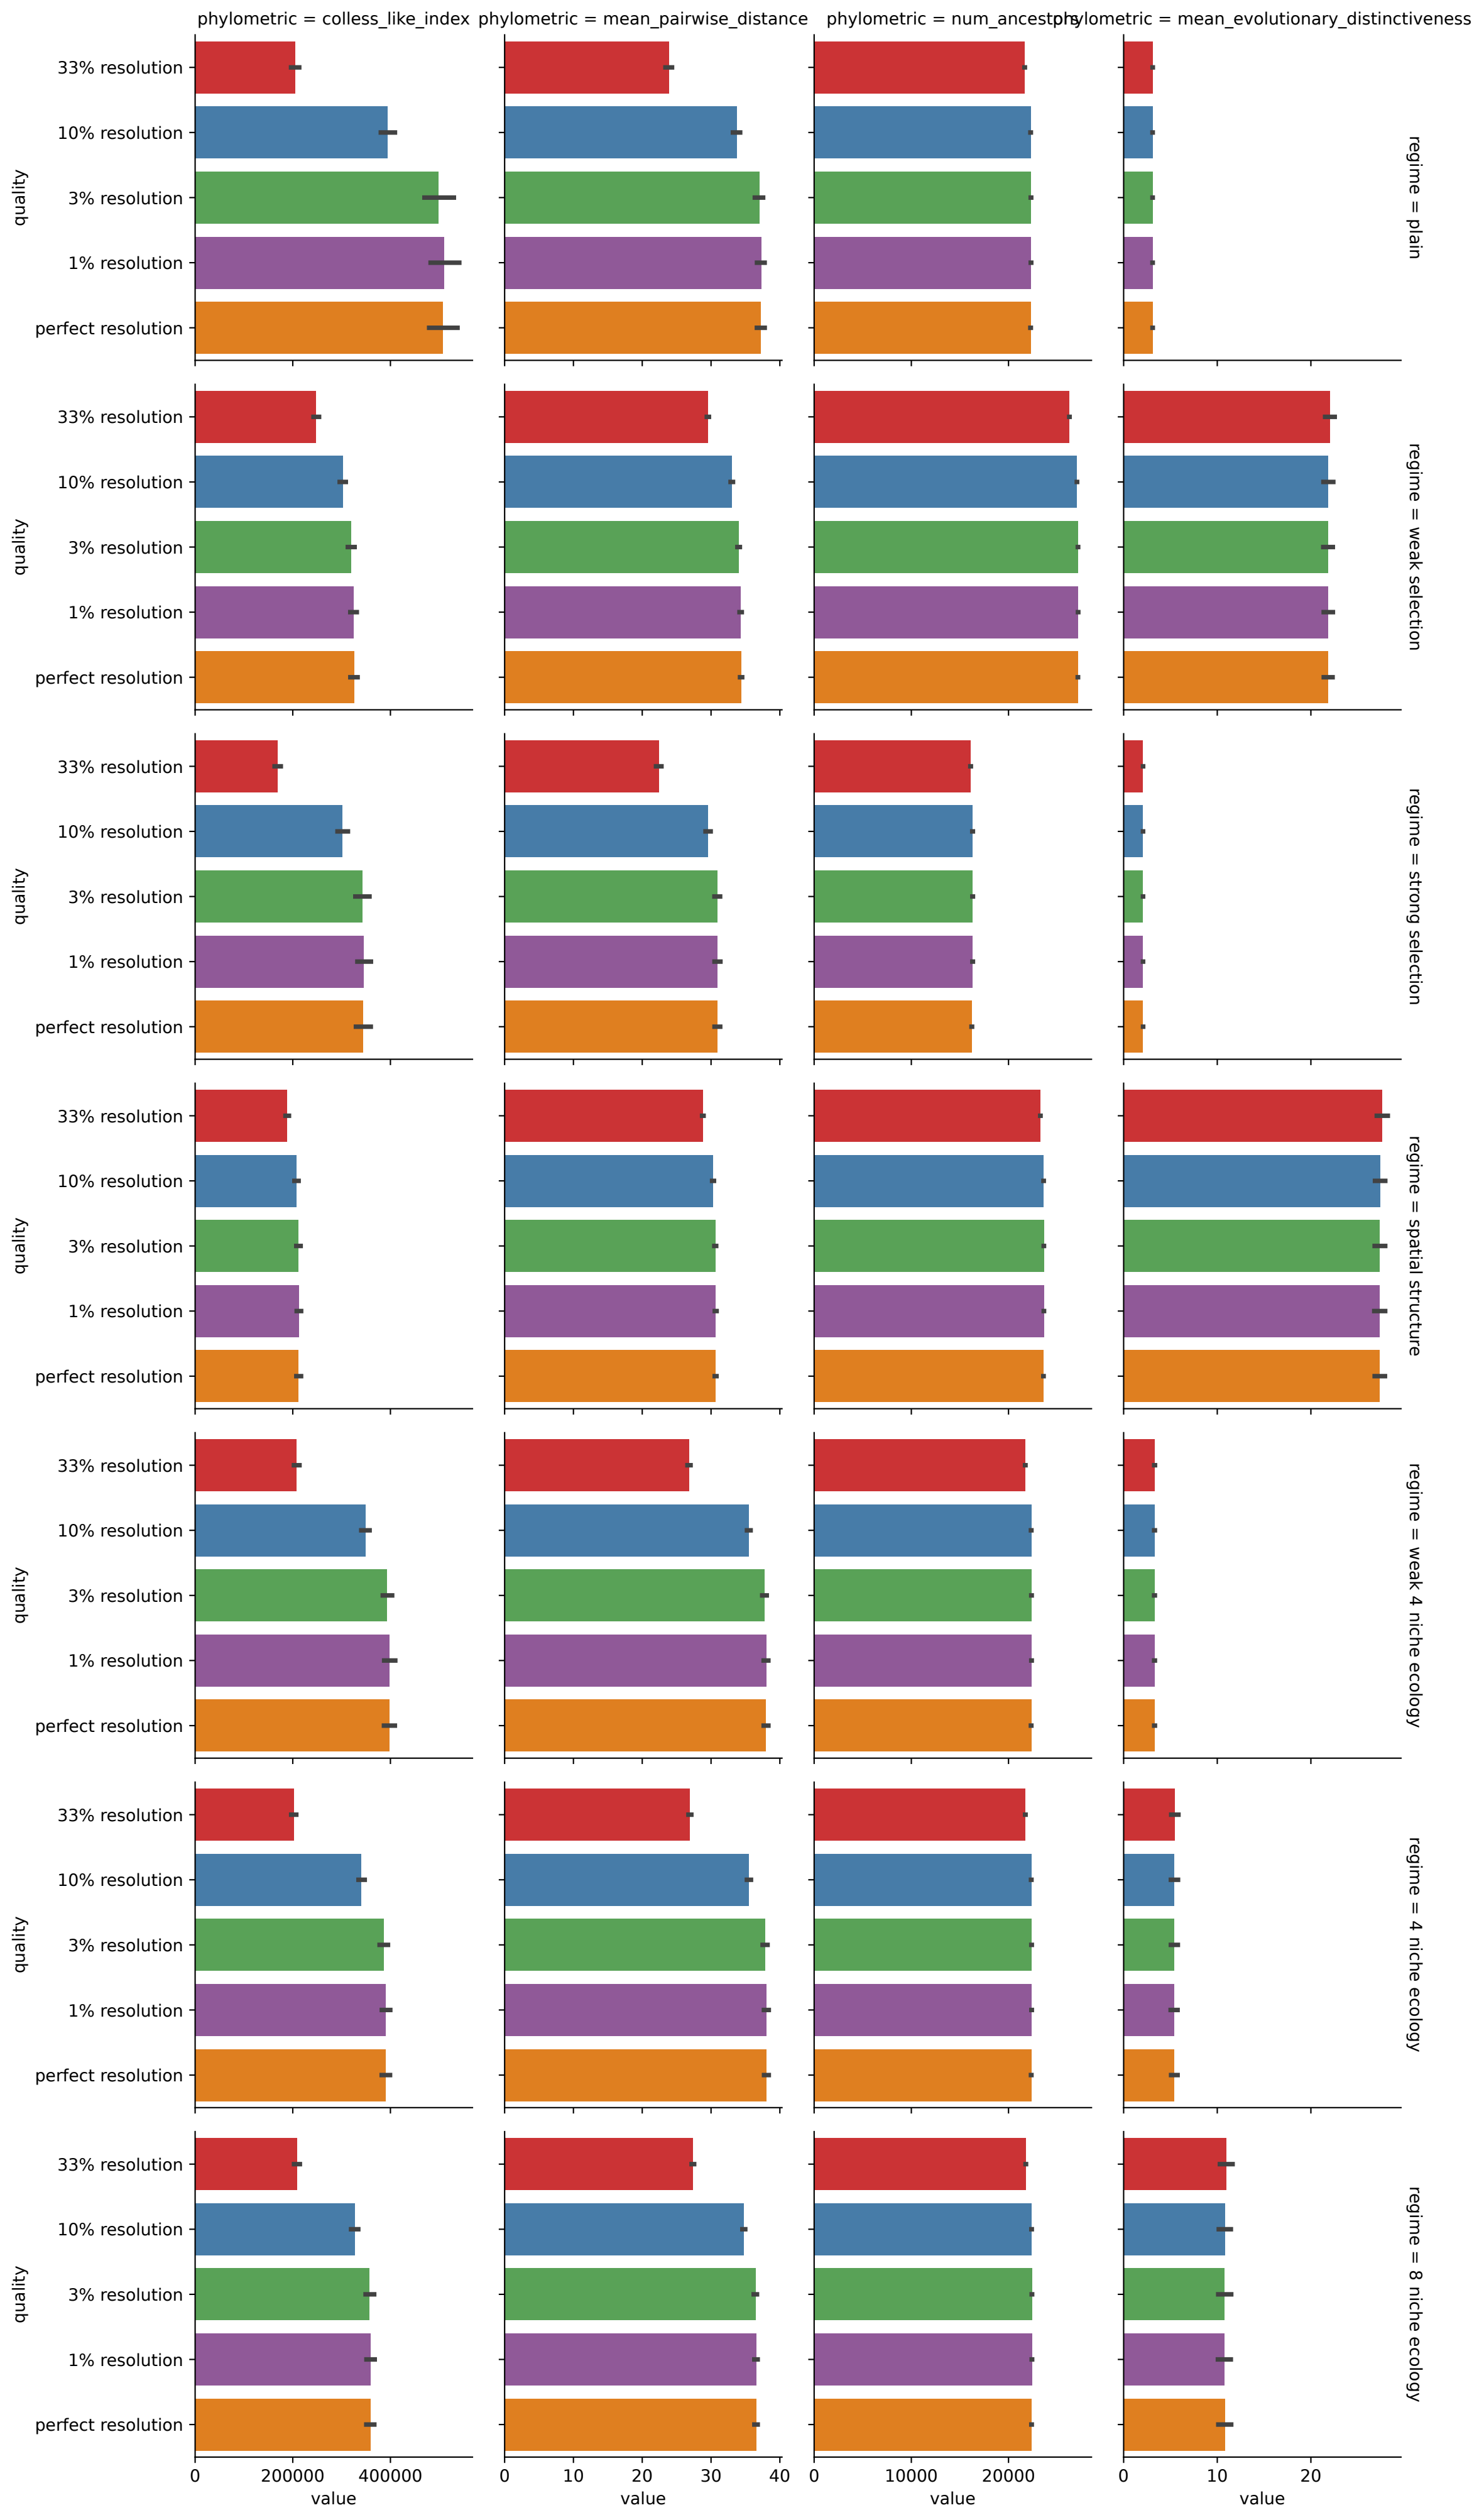 phylometric = colless_like_index
phylometric = mean_pairwise_distance
phylometric = num_ancestors
phylometric = mean_evolutionary_distinctiveness
quality
33% resolution
10% resolution
3% resolution
1% resolution
perfect resolution
regime = plain
quality
33% resolution
10% resolution
3% resolution
1% resolution
perfect resolution
regime = weak selection
quality
33% resolution
10% resolution
3% resolution
1% resolution
perfect resolution
regime = strong selection
quality
33% resolution
10% resolution
3% resolution
1% resolution
perfect resolution
regime = spatial structure
quality
33% resolution
10% resolution
3% resolution
1% resolution
perfect resolution
regime = weak 4 niche ecology
quality
33% resolution
10% resolution
3% resolution
1% resolution
perfect resolution
regime = 4 niche ecology
quality
33% resolution
10% resolution
3% resolution
1% resolution
perfect resolution
regime = 8 niche ecology
0 200000 400000
0 10 20 30 40
0 10000 20000
0 10 20
value
value
value
value